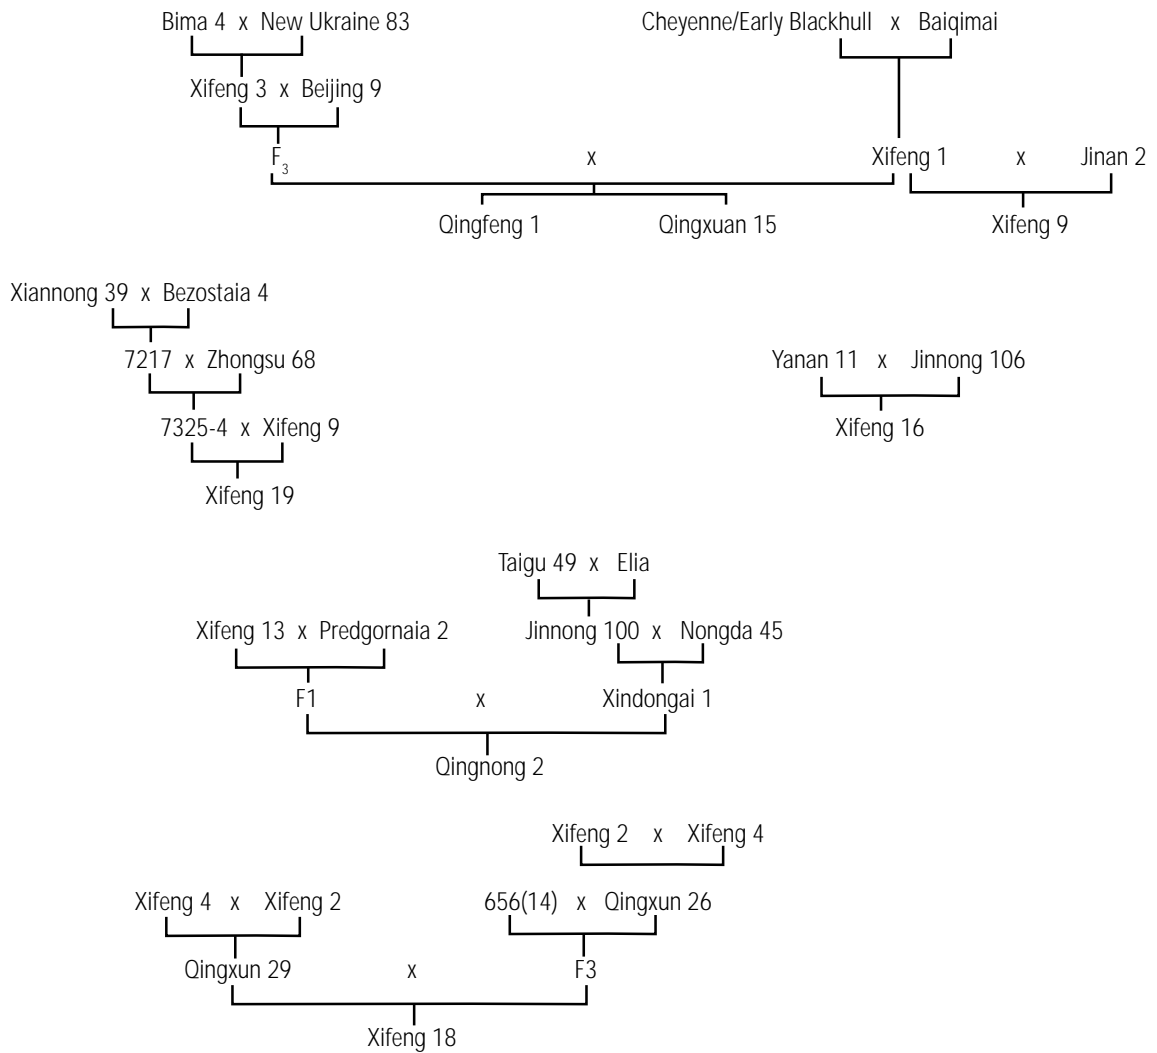 Bima 4 x New Ukraine 83 Cheyenne/Early Blackhull x Baiqimai
Xifeng 3 x Beijing 9
F3 x Xifeng 1 x Jinan 2
Qingfeng 1 Qingxuan 15 Xifeng 9
Xiannong 39 x Bezostaia 4
7217 x Zhongsu 68 Yanan 11 x Jinnong 106
7325-4 x Xifeng 9 Xifeng 16
Xifeng 19
Taigu 49 x Elia
Xifeng 13 x Predgornaia 2 Jinnong 100 x Nongda 45
F1 x Xindongai 1
Qingnong 2
Xifeng 2 x Xifeng 4
Xifeng 4 x Xifeng 2 656(14) x Qingxun 26
Qingxun 29 x F3
Xifeng 18